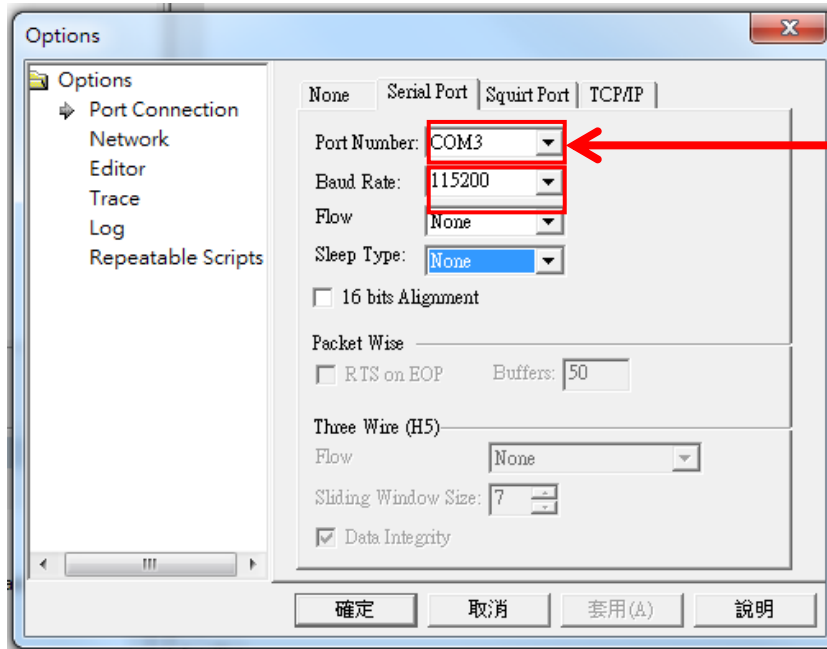 Options
Options
Port Connection
Network
Editor
Trace
Log
Repeatable Scripts
None Serial Port Squirt Port TCP/IP
Port Number: COM3
Baud Rate: 115200
Flow None
Sleep Type: None
16 bits Alignment
Packet Wise
RTS on EOP Buffers: 50
Three Wire (H5)
Flow None
Sliding Window Size: 7
Data Integrity
確定 取消 套用(A) 說明